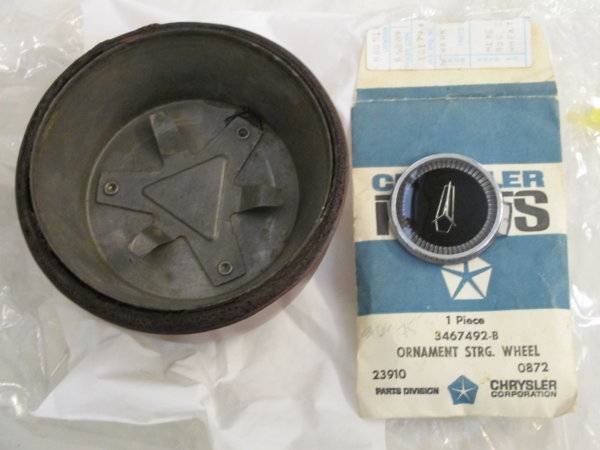 CHRYSLER
PARTS
1 Piece
3467492-B
ORNAMENT STRG. WHEEL
23910 0872
PARTS DIVISION CHRYSLER
CORPORATION